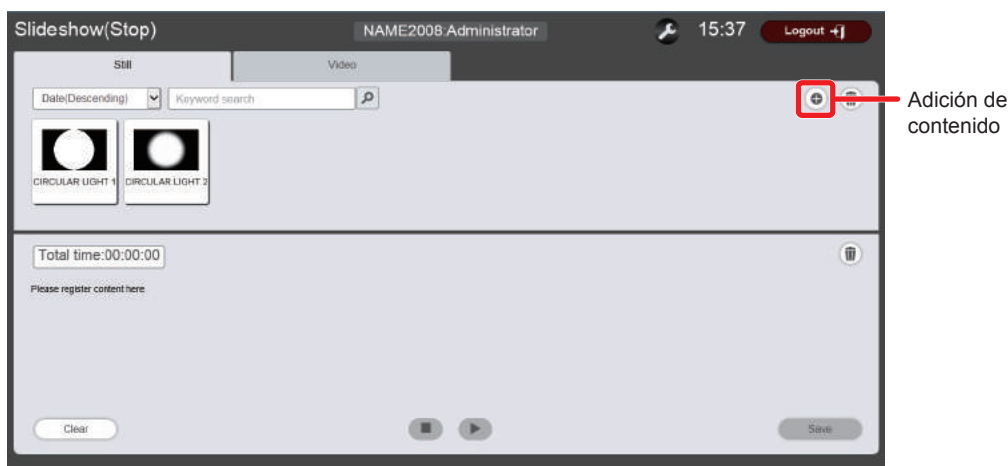 Slideshow(Stop)
NAME2008:Administrator
15:37
Logout
Still
Video
Date(Descending)
Keyword search
Adición de
contenido
CIRCULAR LIGHT 1
CIRCULAR LIGHT 2
Total time:00:00:00
Please register content here
Clear
Save